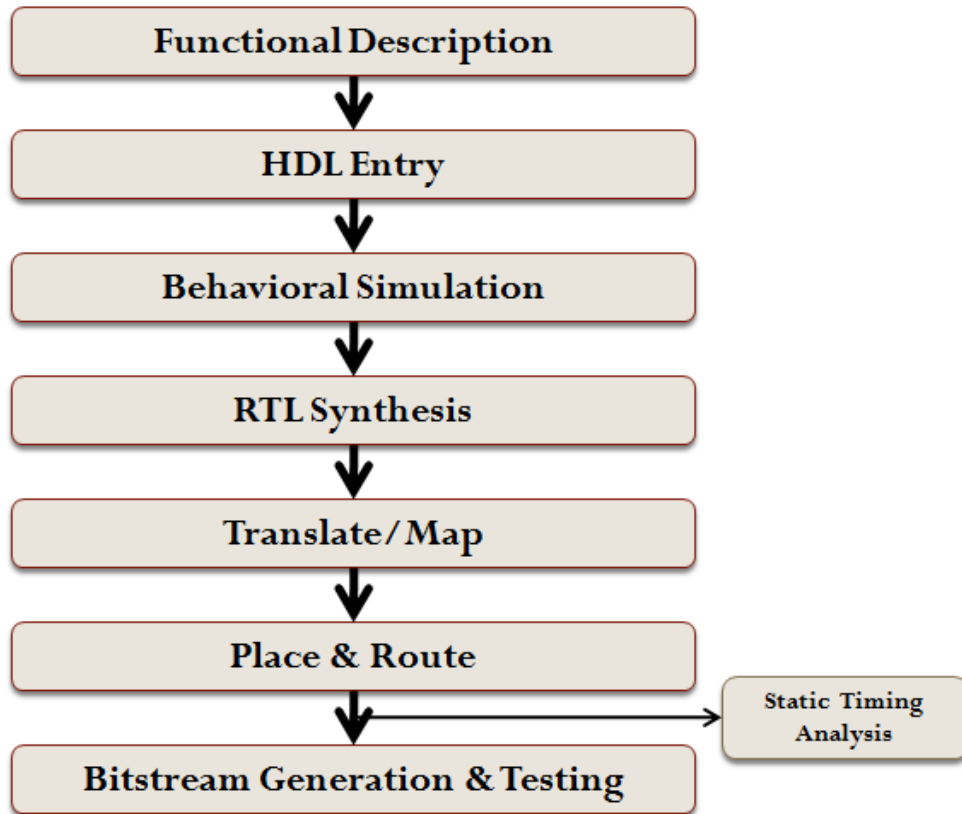 Functional Description
HDL Entry
Behavioral Simulation
RTL Synthesis
Translate/Map
Place & Route
Static Timing
Analysis
Bitstream Generation & Testing